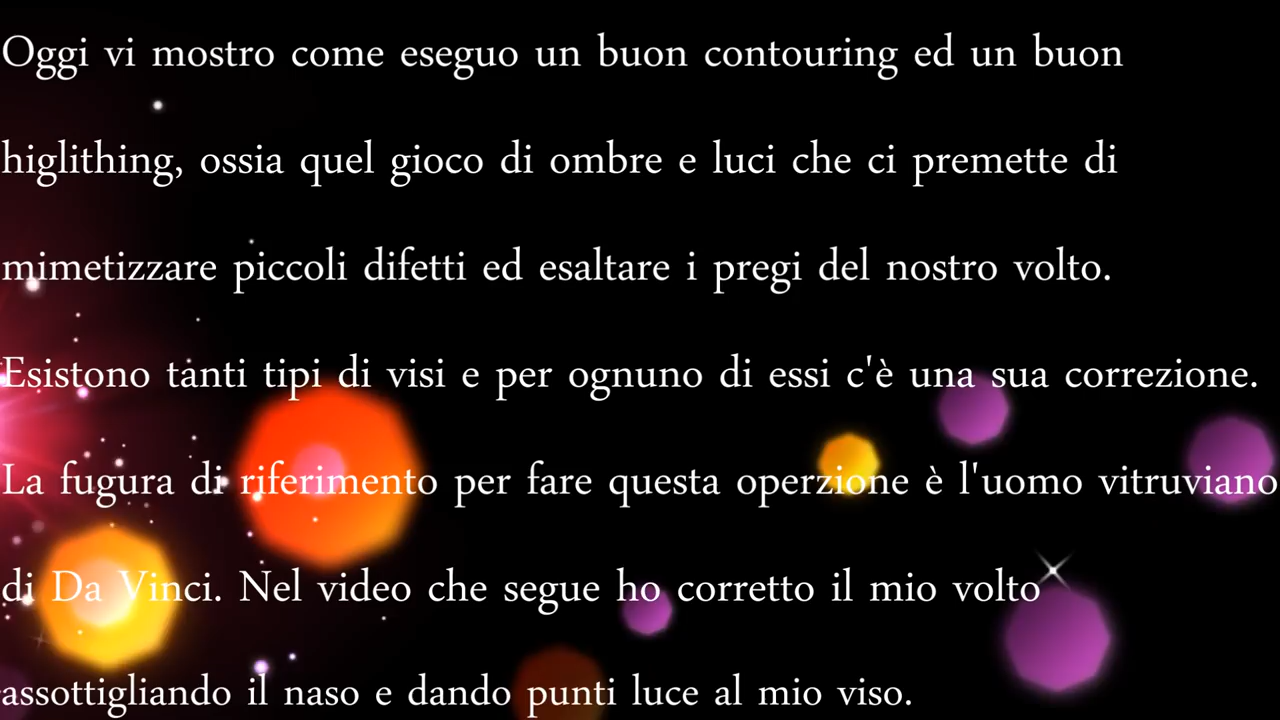 Oggi vi mostro come eseguo un buon contouring ed un buon
higlithing, ossia quel gioco di ombre e luci che ci premette di
mimetizzare piccoli difetti ed esaltare i pregi del nostro volto.
Esistono tanti tipi di visi e per ognuno di essi c'è una sua correzione.
La fugura di riferimento per fare questa operzione è l'uomo vitruviano
di Da Vinci. Nel video che segue ho corretto il mio volto
assottigliando il naso e dando punti luce al mio viso.